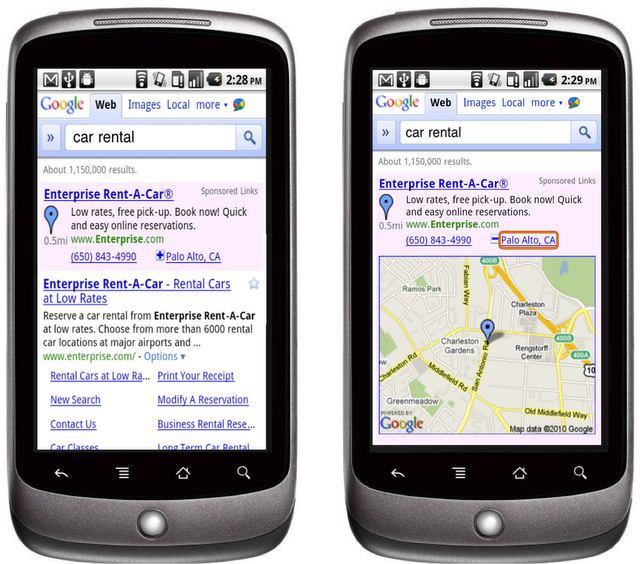 2:28 PM
Google Web Images Local more
» car rental
About 1,150,000 results.
Enterprise Rent-A-Car® Sponsored Links
Low rates, free pick-up. Book now! Quick
and easy online reservations.
0.5mi www.Enterprise.com
(650) 843-4990 Palo Alto, CA
Enterprise Rent-A-Car - Rental Cars
at Low Rates
Reserve a car rental from Enterprise Rent-A-Car
at low rates. Choose from more than 6000 rental
car locations at major airports and ...
www.enterprise.com/ - Options ▾
Rental Cars at Low Ra... Print Your Receipt
New Search Modify A Reservation
Contact Us Business Rental Rese...
Car Classes Long Term Car Rental
2:29 PM
Google Web Images Local more
» car rental
About 1,150,000 results.
Enterprise Rent-A-Car® Sponsored Links
Low rates, free pick-up. Book now! Quick
and easy online reservations.
0.5mi www.Enterprise.com
(650) 843-4990 Palo Alto, CA
400B
Ramos Park
Fabian Way
Charleston
Plaza
Charleston
Gardens
San Antonio Rd
Rengstorff
Center
400B
400A
10
Charleston Rd
Middlefield Rd
Greenmeadow
Old Middlefield Way
POWERED BY
Google
Map data ©2010 Google